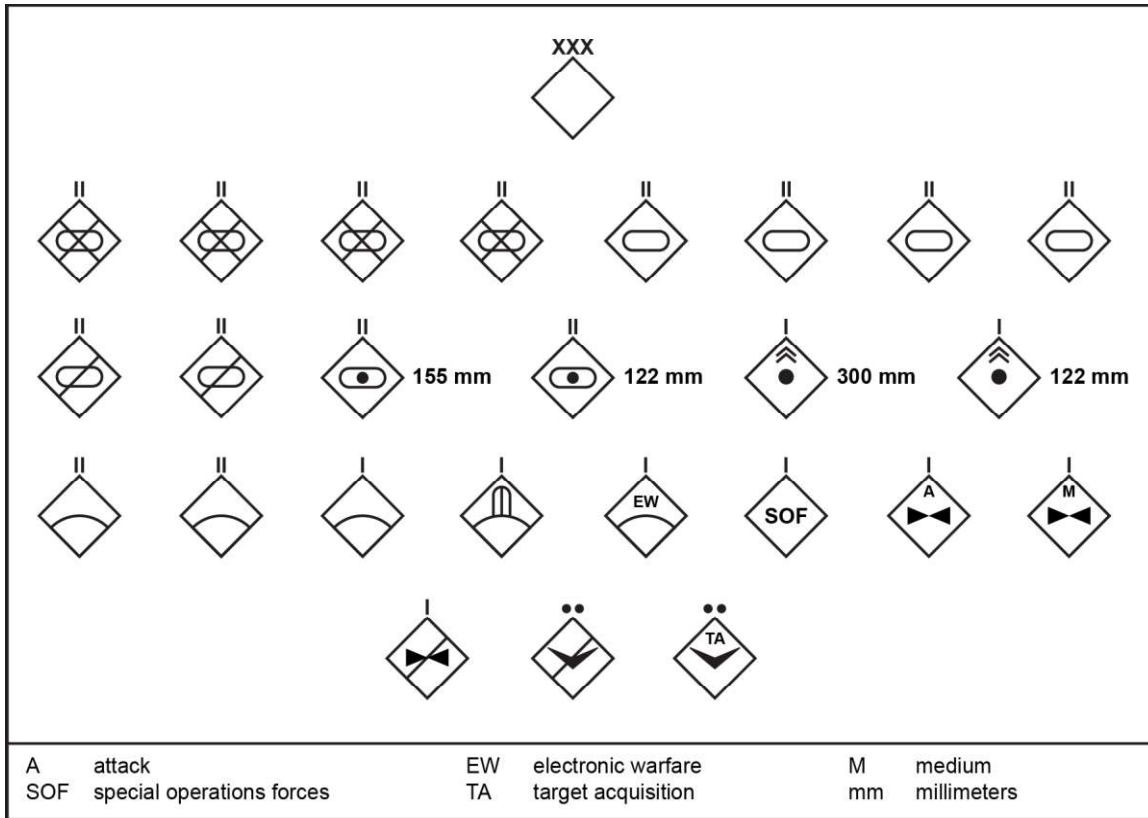 XXX
II II II II II II II II
II II II 155 mm II 122 mm I 300 mm I 122 mm
II II I I I I I I
EW SOF A M
I
TA
A attack EW electronic warfare M medium
SOF special operations forces TA target acquisition mm millimeters